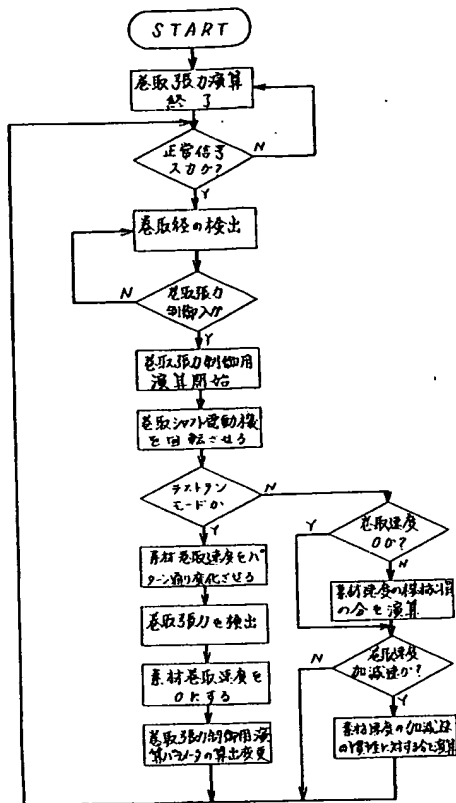 START
巻取張力演算
終了
正常信号
入力か?
N
Y
巻取径の検出
N
巻取張力
制御入か
Y
巻取張力制御用
演算開始
巻取シャフト電動機
を回転させる
テストラン
モードか
N
Y
巻取速度
0か?
Y
N
素材巻取速度をパ
ターン通り変化させる
素材速度の機械損
の分を演算
巻取張力を検出
N
巻取速度
加減速か?
Y
素材巻取速度を
0にする
巻取張力制御用演
算パラメータの算出変更
素材速度の加減速
の慣性に対する分を演算